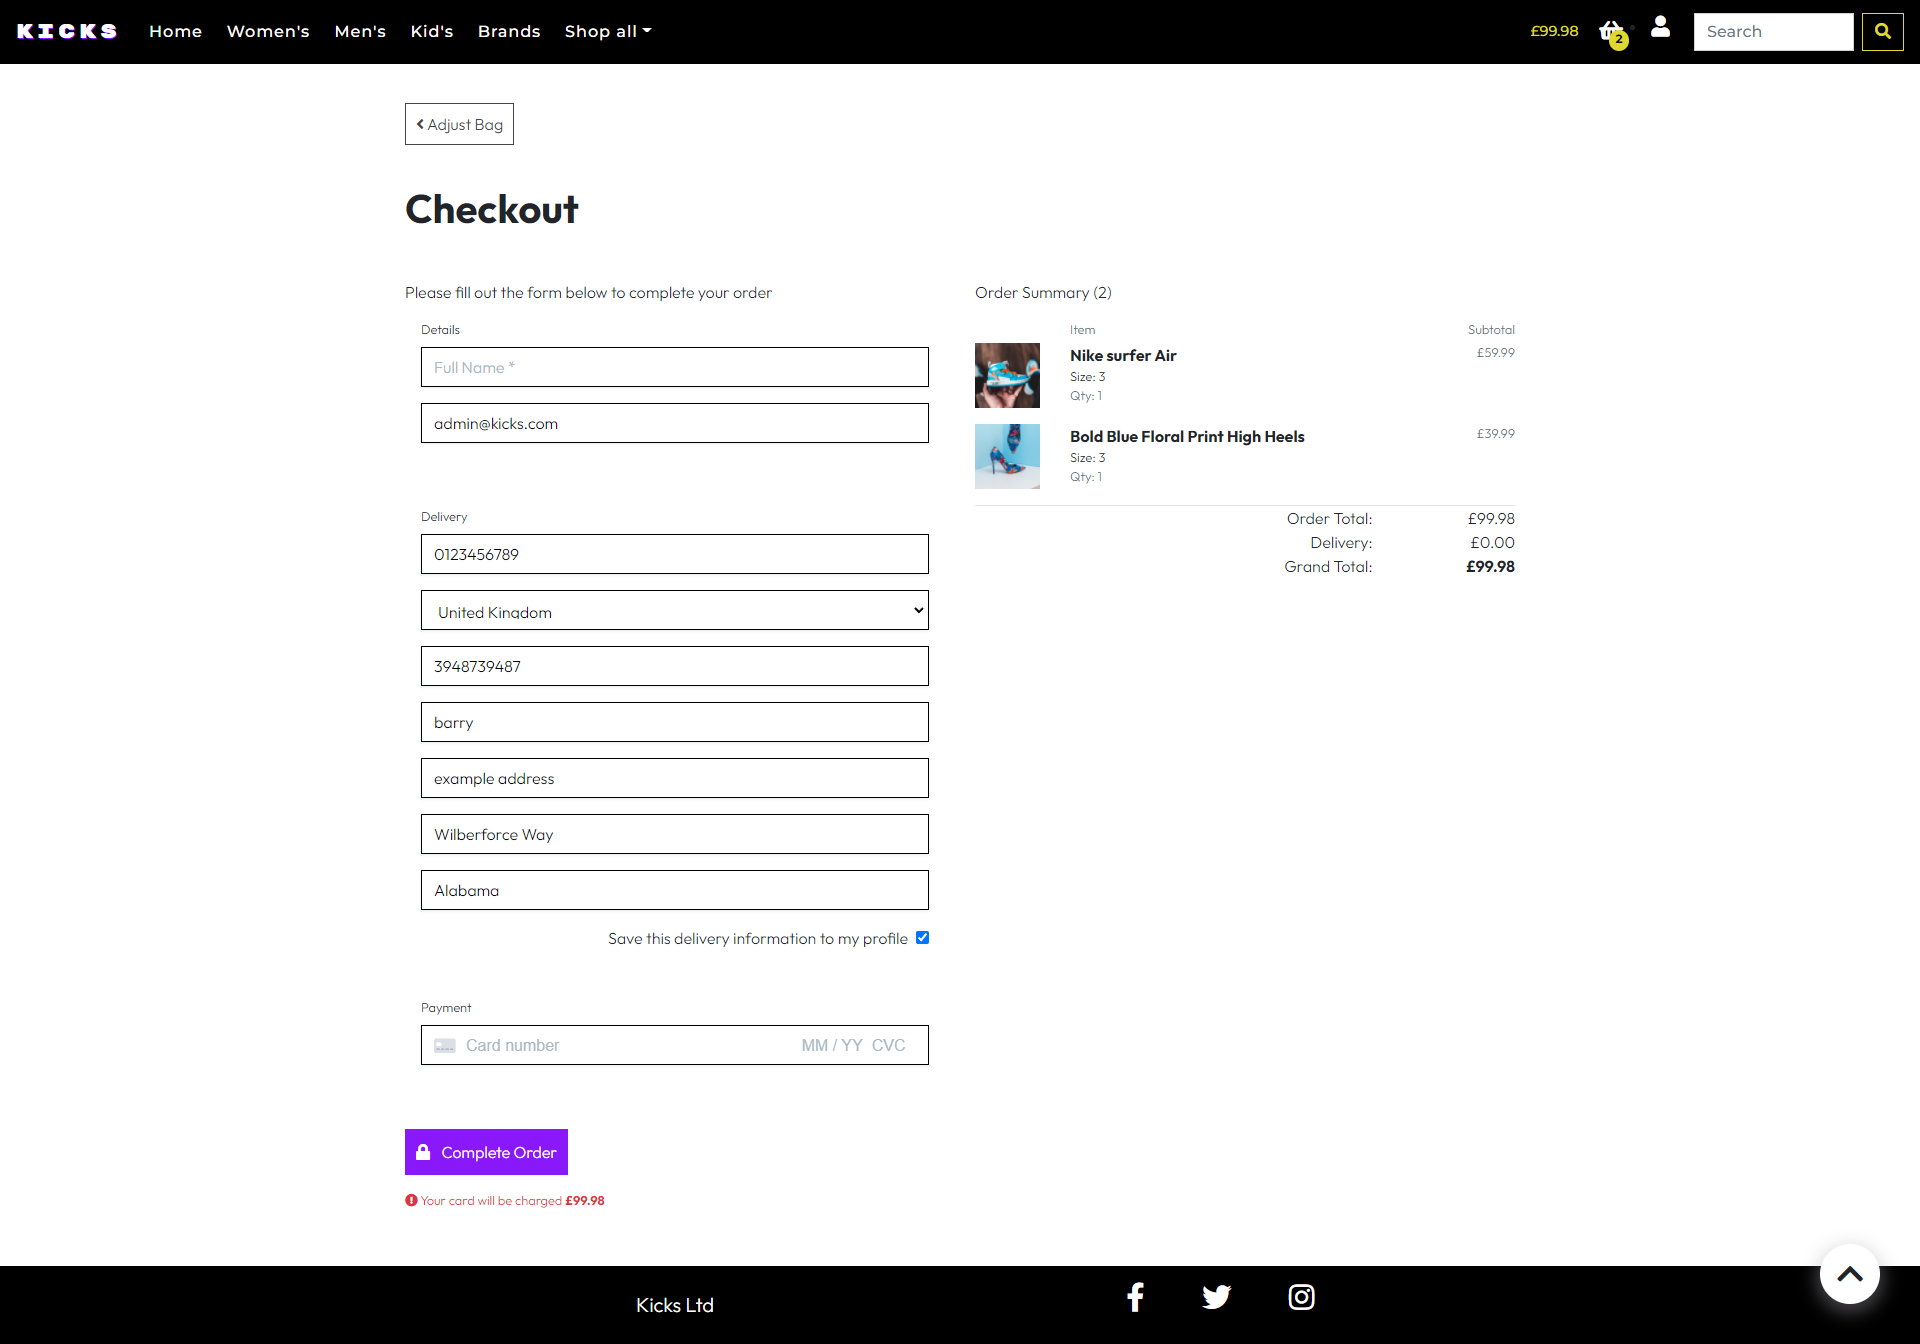 KICKS Home Women's Men's Kid's Brands Shop all £99.98 2 Search
Adjust Bag
Checkout
Please fill out the form below to complete your order
Details
Full Name *
admin@kicks.com
Delivery
0123456789
United Kingdom
3948739487
barry
example address
Wilberforce Way
Alabama
Save this delivery information to my profile
Payment
Card number MM / YY CVC
Complete Order
Your card will be charged £99.98
Order Summary (2)
Item Subtotal
Nike surfer Air £59.99
Size: 3
Qty: 1
Bold Blue Floral Print High Heels £39.99
Size: 3
Qty: 1
Order Total: £99.98
Delivery: £0.00
Grand Total: £99.98
Kicks Ltd